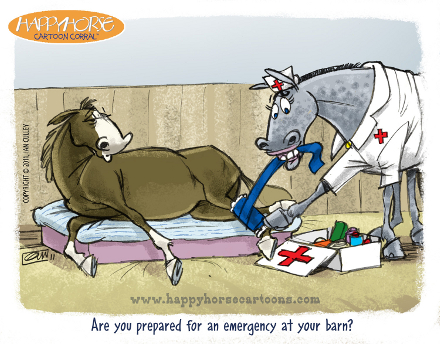 HAPPYHORSE
CARTOON CORRAL
COPYRIGHT © 2011, IAN CULLEY
www.happyhorsecartoons.com
Are you prepared for an emergency at your barn?